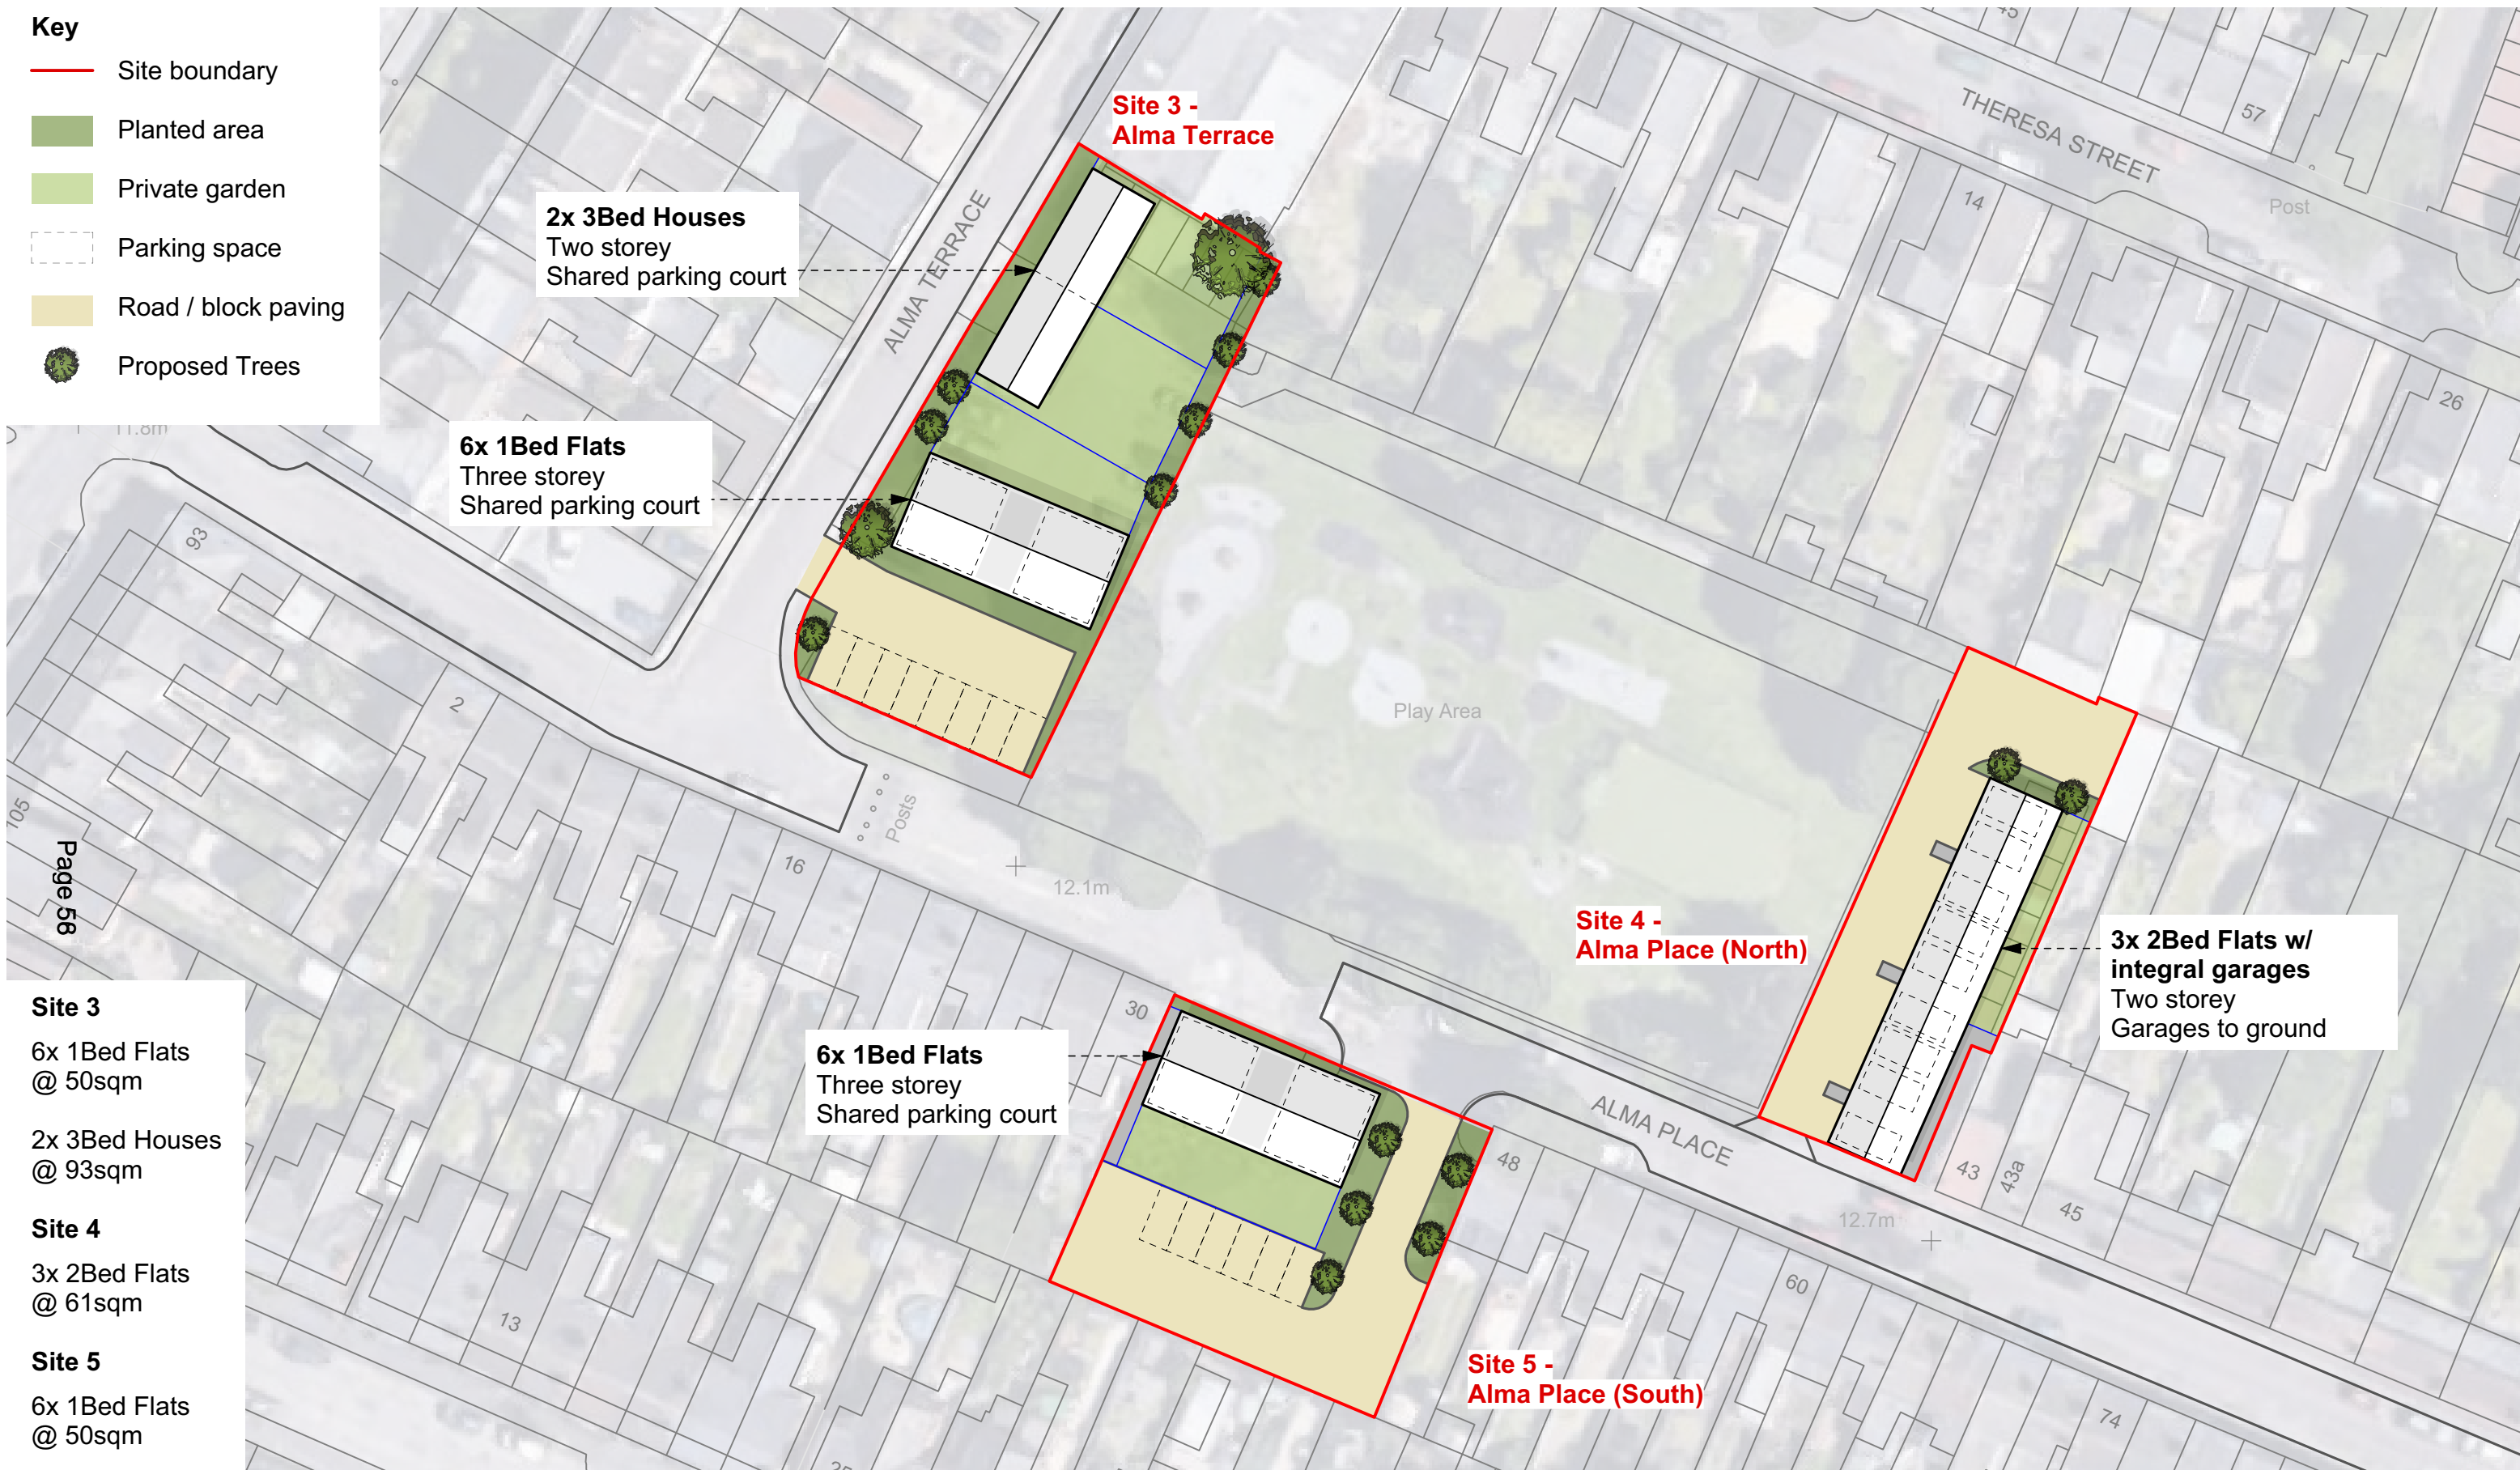 Key
Site boundary
Planted area
Private garden
Parking space
Road / block paving
Proposed Trees
Site 3 -
Alma Terrace
2x 3Bed Houses
Two storey
Shared parking court
6x 1Bed Flats
Three storey
Shared parking court
ALMA TERRACE
THERESA STREET
45
57
14
Post
26
11.8m
93
2
105
16
Posts
12.1m
Play Area
Page 58
Site 4 -
Alma Place (North)
3x 2Bed Flats w/
integral garages
Two storey
Garages to ground
30
6x 1Bed Flats
Three storey
Shared parking court
ALMA PLACE
48
43
43a
45
12.7m
60
74
13
Site 5 -
Alma Place (South)
Site 3
6x 1Bed Flats
@ 50sqm
2x 3Bed Houses
@ 93sqm
Site 4
3x 2Bed Flats
@ 61sqm
Site 5
6x 1Bed Flats
@ 50sqm